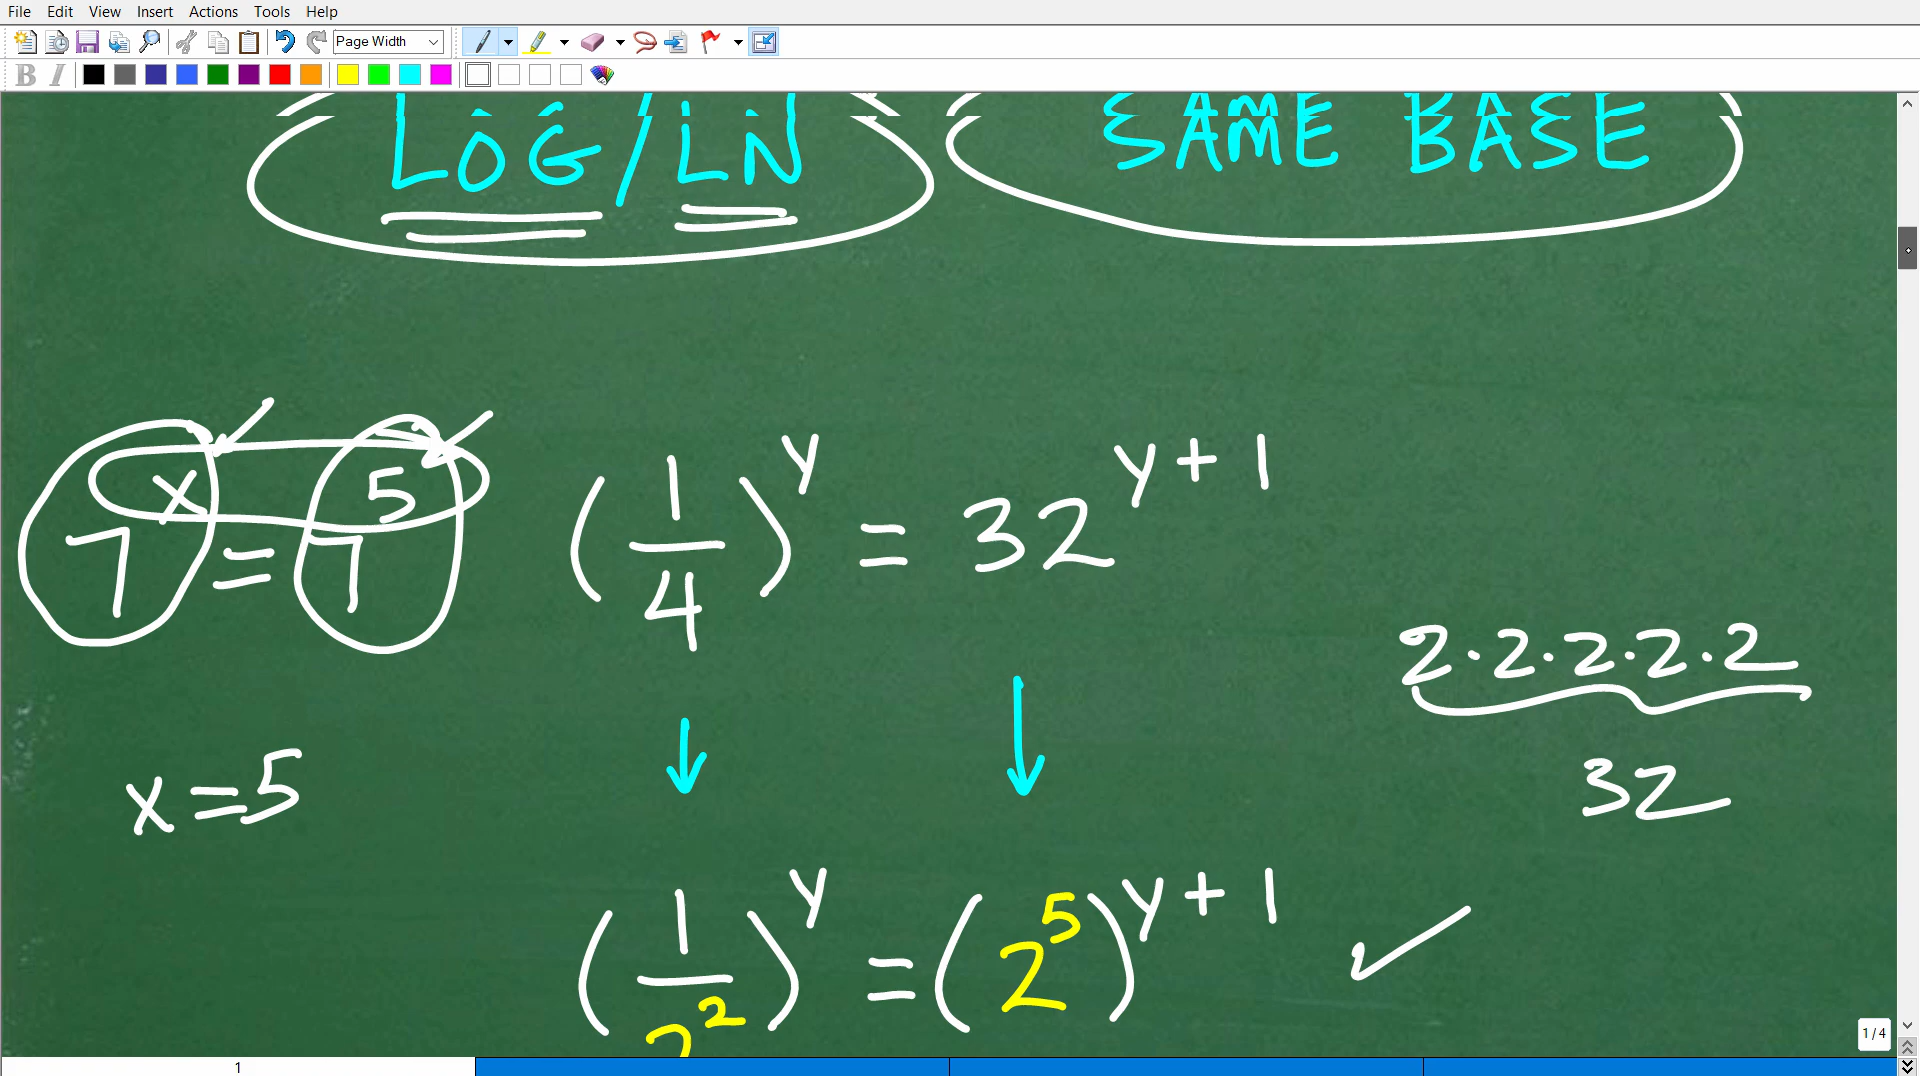 File Edit View Insert Actions Tools Help
Page Width
B I
LOG/LN SAME BASE
7^x = 7^5
(1/4)^y = 32^(y+1)
2·2·2·2·2
32
x=5
(1/2^2)^y = (2^5)^(y+1)
1/4
1